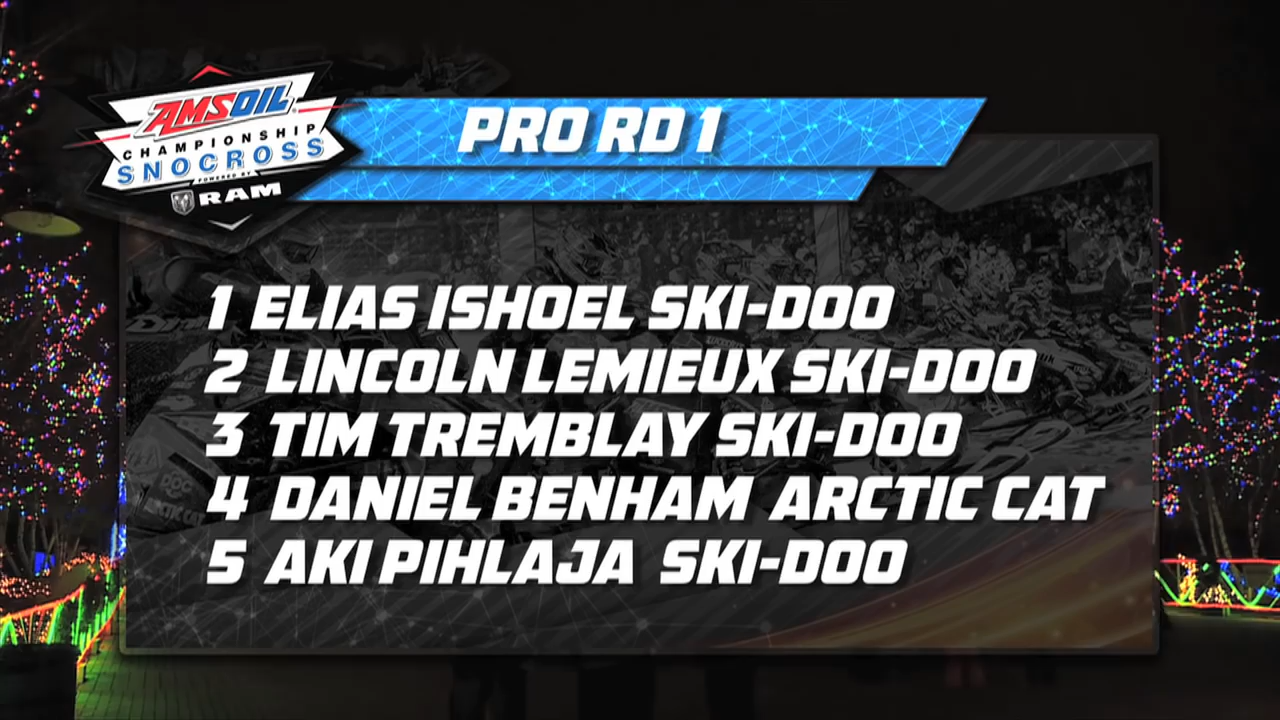 AMSOIL
CHAMPIONSHIP
SNOCROSS
POWERED BY
RAM
PRO RD 1
1 ELIAS ISHOEL SKI-DOO
2 LINCOLN LEMIEUX SKI-DOO
3 TIM TREMBLAY SKI-DOO
4 DANIEL BENHAM ARCTIC CAT
5 AKI PIHLAJA SKI-DOO